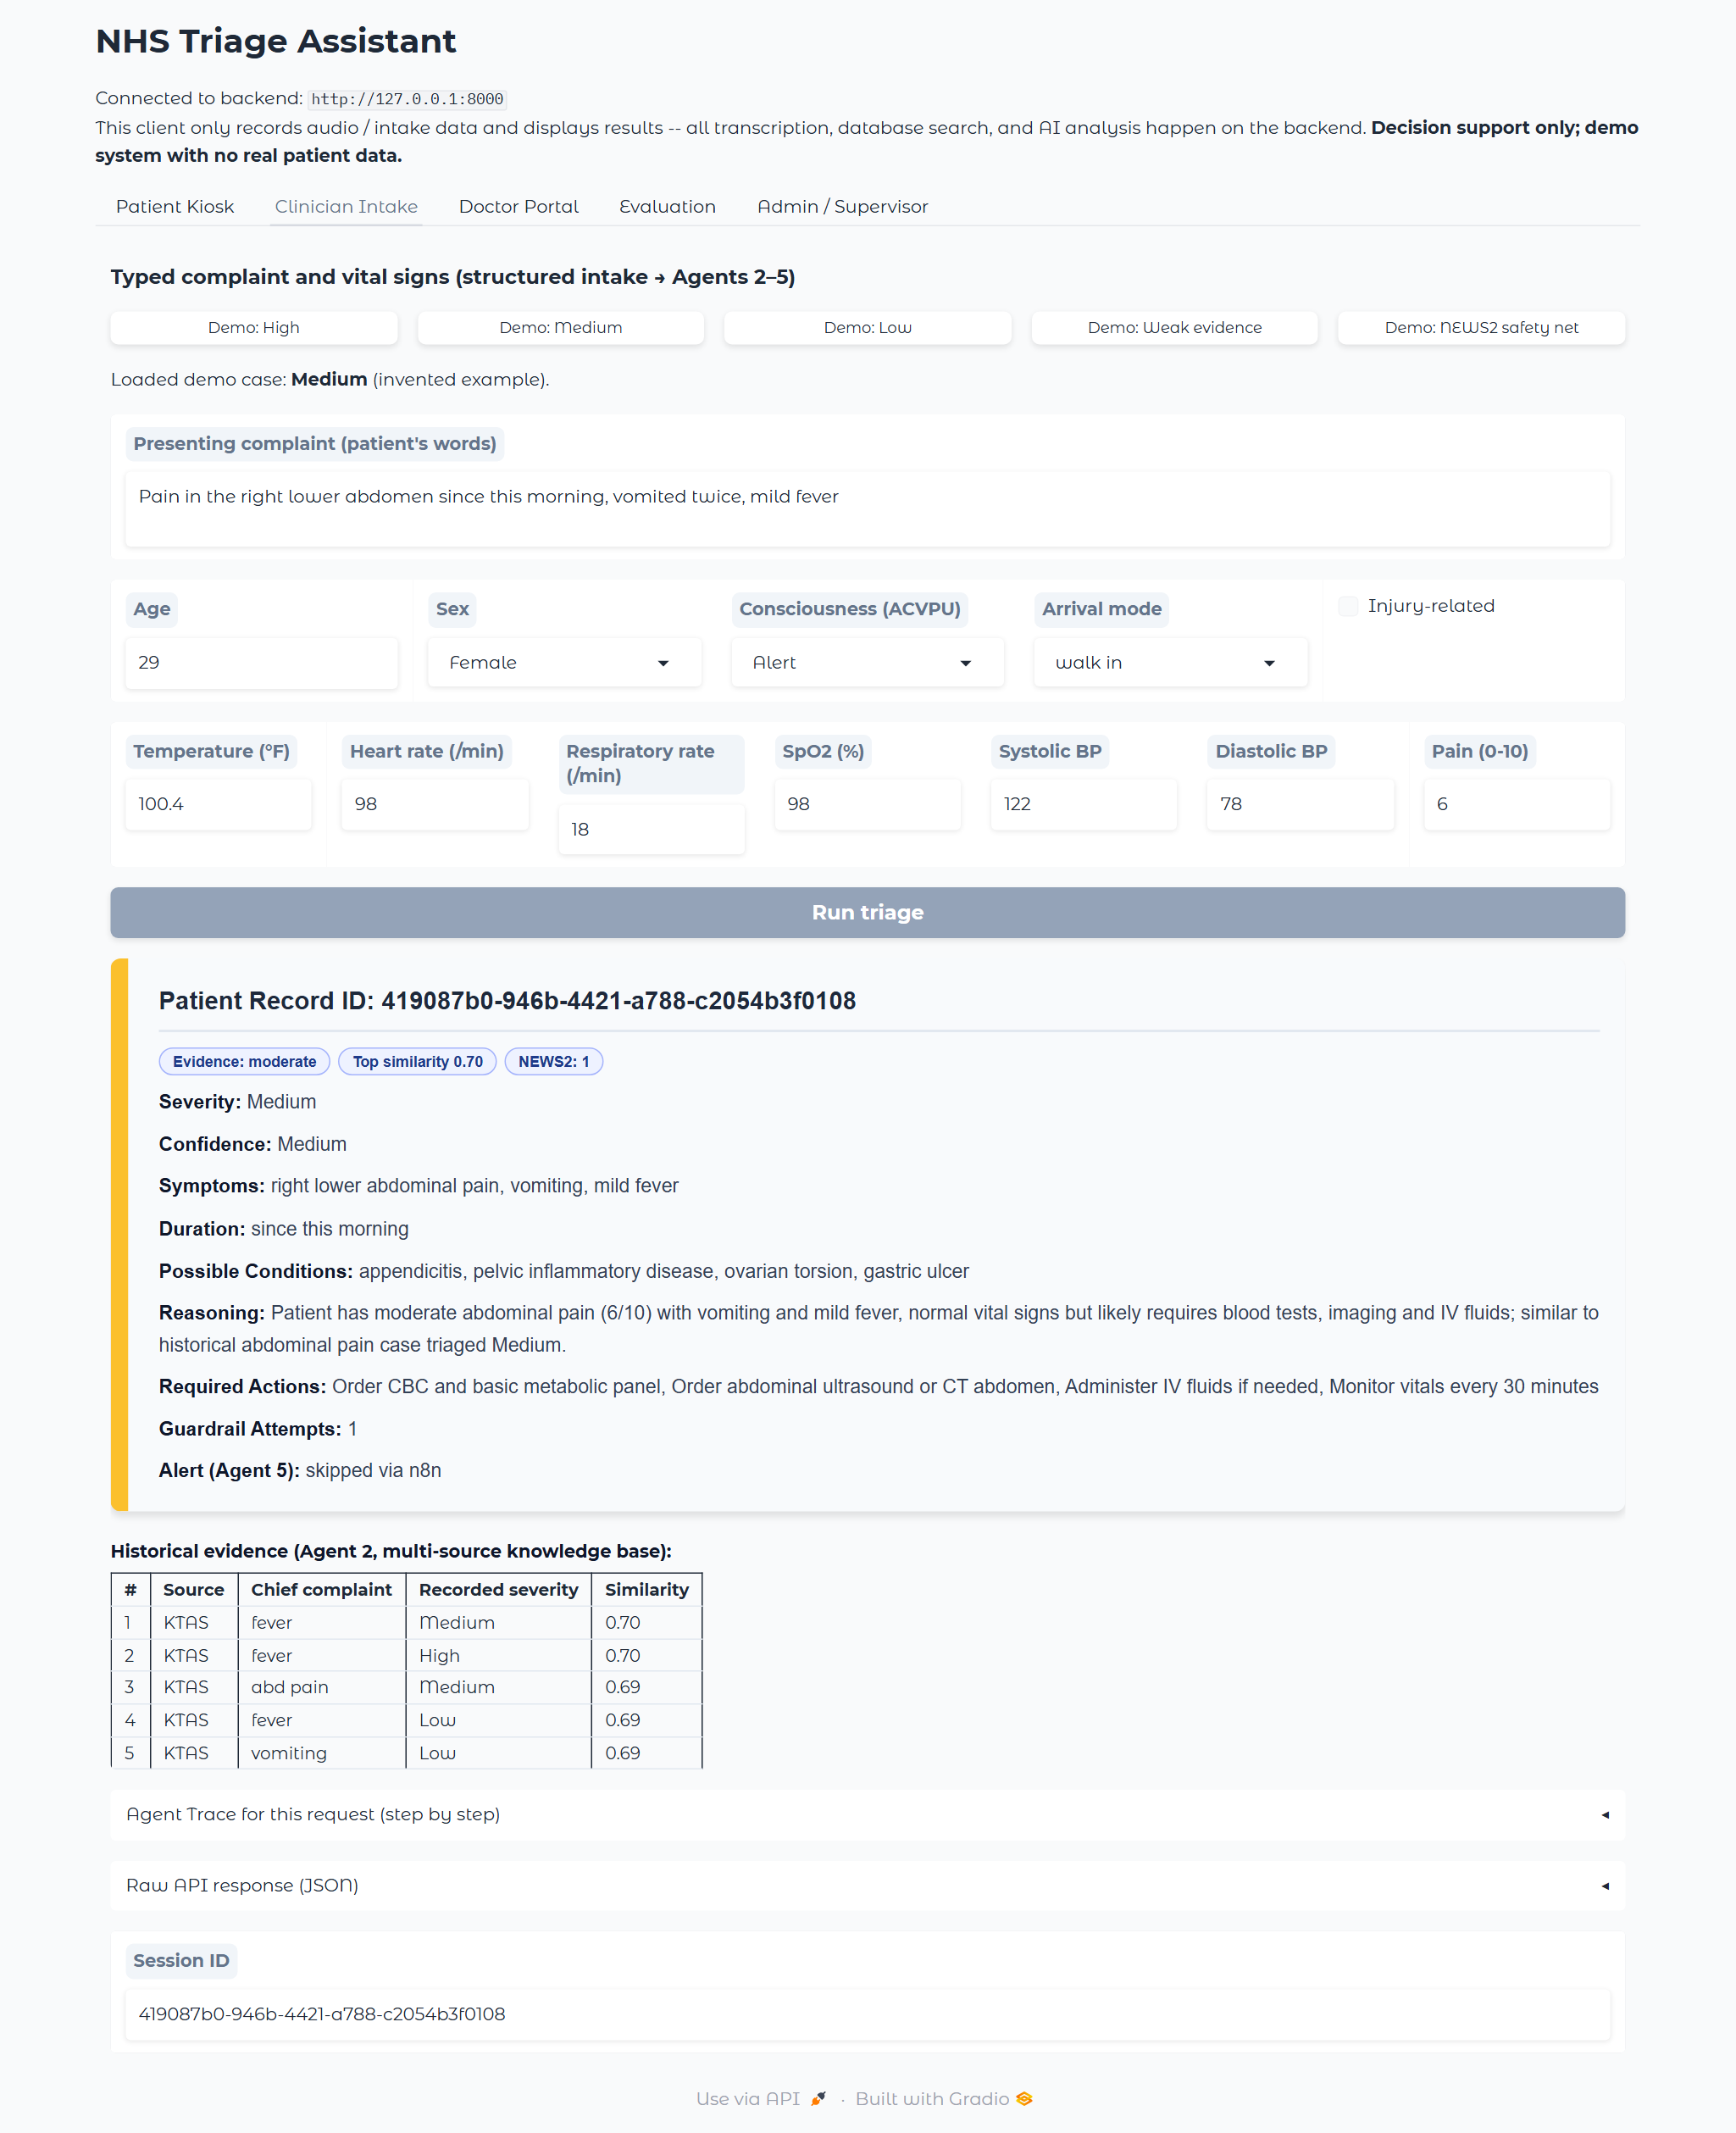 NHS Triage Assistant
Connected to backend: http://127.0.0.1:8000
This client only records audio / intake data and displays results -- all transcription, database search, and AI analysis happen on the backend. Decision support only; demo
system with no real patient data.
Patient Kiosk Clinician Intake Doctor Portal Evaluation Admin / Supervisor
Typed complaint and vital signs (structured intake → Agents 2–5)
Demo: High Demo: Medium Demo: Low Demo: Weak evidence Demo: NEWS2 safety net
Loaded demo case: Medium (invented example).
Presenting complaint (patient's words)
Pain in the right lower abdomen since this morning, vomited twice, mild fever
Age Sex Consciousness (ACVPU) Arrival mode Injury-related
29 Female Alert walk in
Temperature (°F) Heart rate (/min) Respiratory rate (/min) SpO2 (%) Systolic BP Diastolic BP Pain (0-10)
100.4 98 18 98 122 78 6
Run triage
Patient Record ID: 419087b0-946b-4421-a788-c2054b3f0108
Evidence: moderate Top similarity 0.70 NEWS2: 1
Severity: Medium
Confidence: Medium
Symptoms: right lower abdominal pain, vomiting, mild fever
Duration: since this morning
Possible Conditions: appendicitis, pelvic inflammatory disease, ovarian torsion, gastric ulcer
Reasoning: Patient has moderate abdominal pain (6/10) with vomiting and mild fever, normal vital signs but likely requires blood tests, imaging and IV fluids; similar to
historical abdominal pain case triaged Medium.
Required Actions: Order CBC and basic metabolic panel, Order abdominal ultrasound or CT abdomen, Administer IV fluids if needed, Monitor vitals every 30 minutes
Guardrail Attempts: 1
Alert (Agent 5): skipped via n8n
Historical evidence (Agent 2, multi-source knowledge base):
# Source Chief complaint Recorded severity Similarity
1 KTAS fever Medium 0.70
2 KTAS fever High 0.70
3 KTAS abd pain Medium 0.69
4 KTAS fever Low 0.69
5 KTAS vomiting Low 0.69
Agent Trace for this request (step by step)
Raw API response (JSON)
Session ID
419087b0-946b-4421-a788-c2054b3f0108
Use via API · Built with Gradio